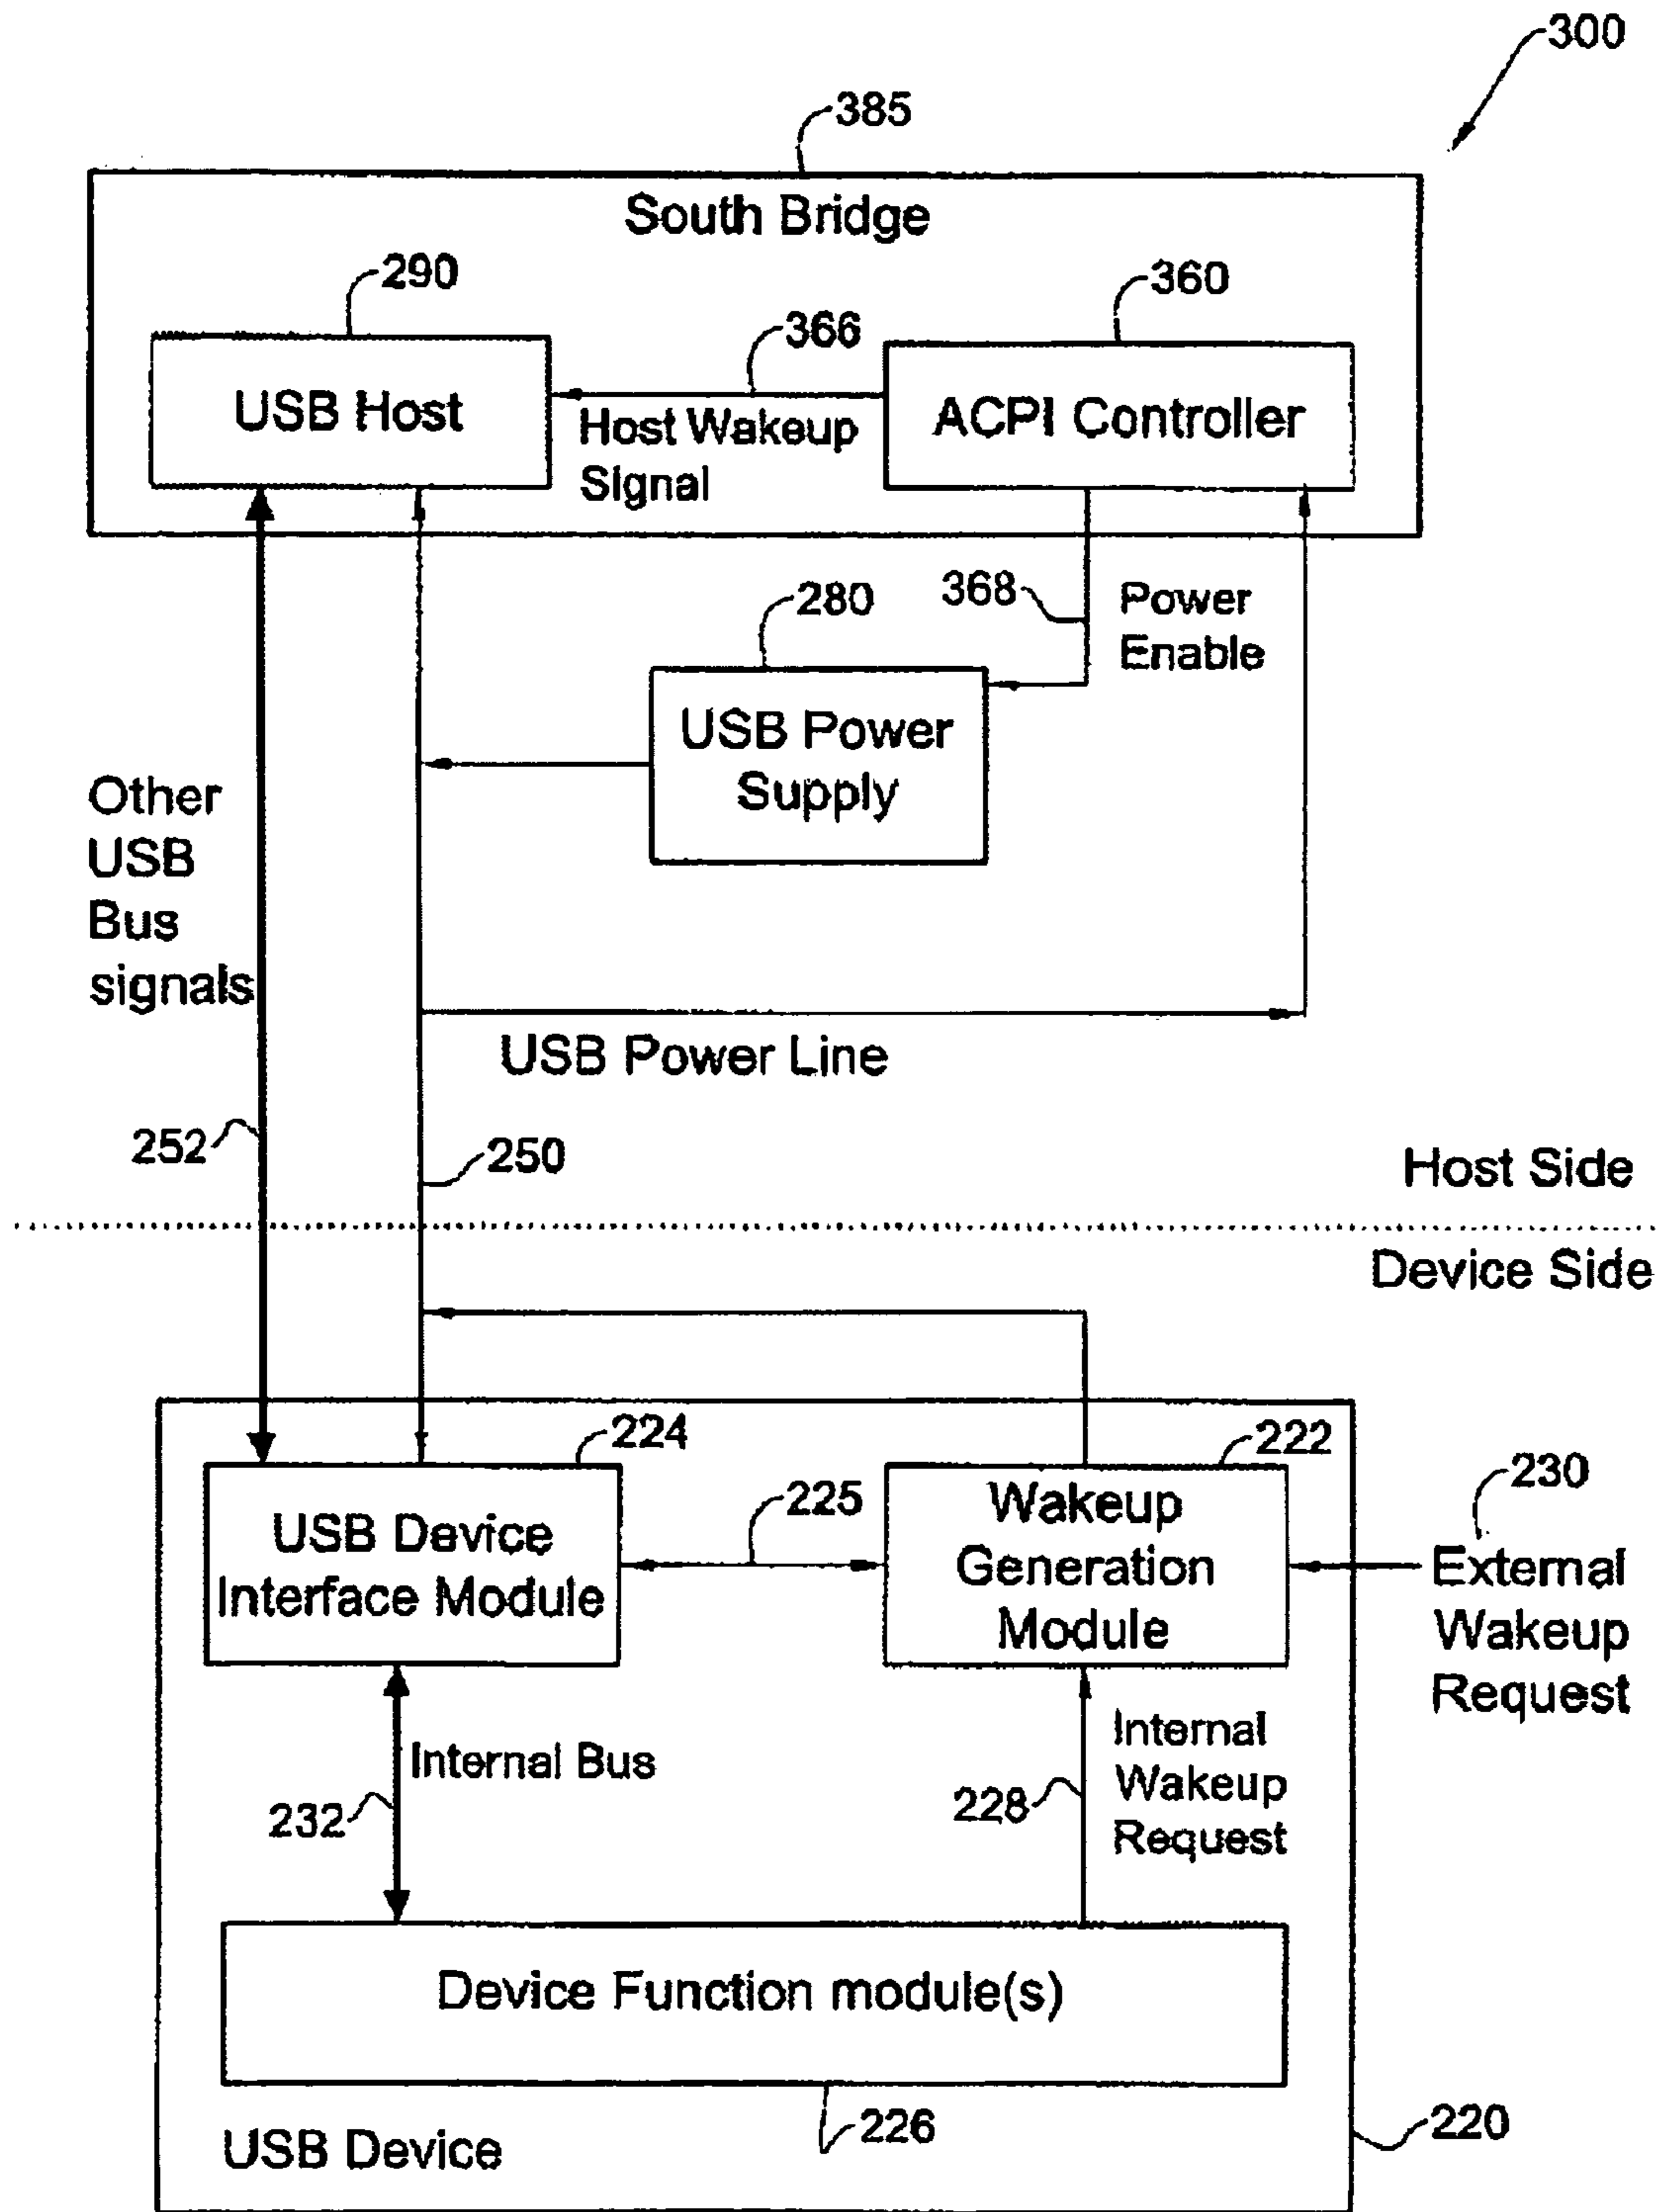 300
385
South Bridge
290
360
366
USB Host
ACPI Controller
Host Wakeup
Signal
280
368
Power
Enable
USB Power
Supply
Other
USB
Bus
signals
USB Power Line
252
250
Host Side
Device Side
224
222
230
225
USB Device
Interface Module
Wakeup
Generation
Module
External
Wakeup
Request
Internal Bus
232
Internal
Wakeup
Request
228
Device Function module(s)
226
220
USB Device